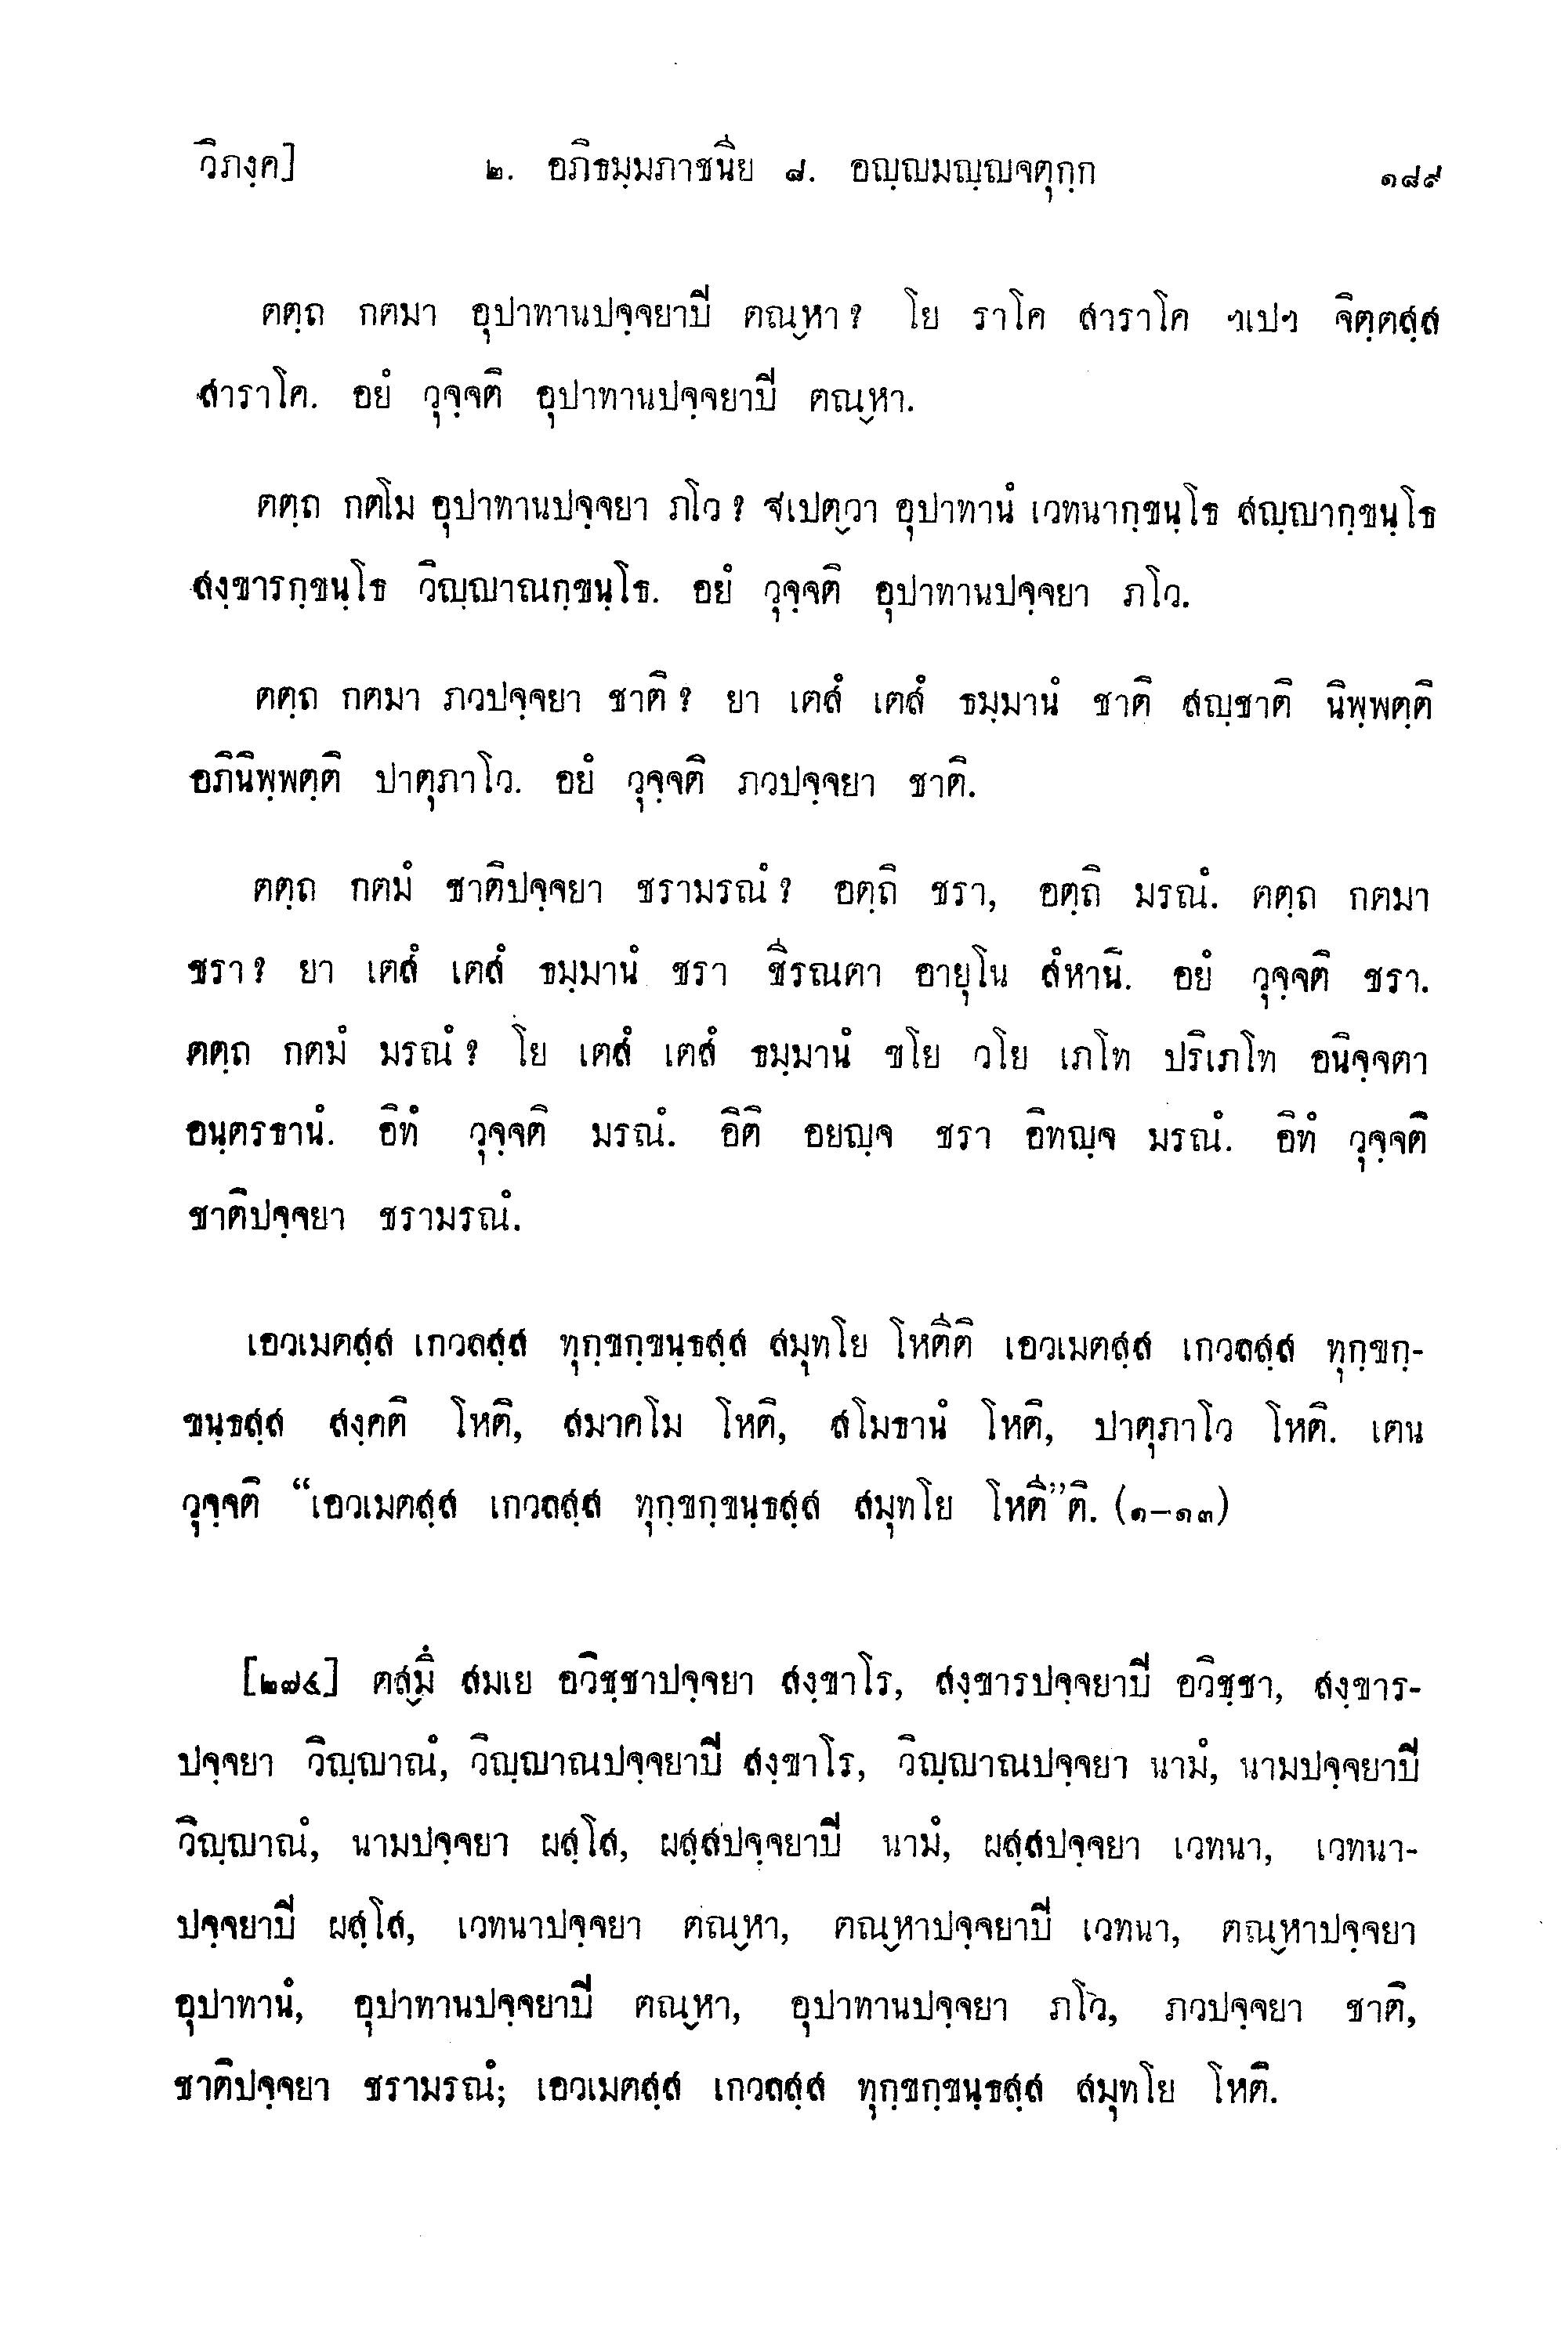 วิภงฺค] ๒. อภิธมฺมภาชนีย ๘. อญฺญมญฺญจตุกฺก ๑๘๙
ตตฺถ กตมา อุปาทานปจฺจยาปิ ตณฺหา? โย ราโค สาราโค ฯเปฯ จิตฺตสฺส
สาราโค. อยํ วุจฺจติ อุปาทานปจฺจยาปิ ตณฺหา.
ตตฺถ กตโม อุปาทานปจฺจยา ภโว? ฐเปตฺวา อุปาทานํ เวทนากฺขนฺโธ สญฺญากฺขนฺโธ
สงฺขารกฺขนฺโธ วิญฺญาณกฺขนฺโธ. อยํ วุจฺจติ อุปาทานปจฺจยา ภโว.
ตตฺถ กตมา ภวปจฺจยา ชาติ? ยา เตสํ เตสํ ธมฺมานํ ชาติ สญฺชาติ นิพฺพตฺติ
อภินิพฺพตฺติ ปาตุภาโว. อยํ วุจฺจติ ภวปจฺจยา ชาติ.
ตตฺถ กตมํ ชาติปจฺจยา ชรามรณํ? อตฺถิ ชรา, อตฺถิ มรณํ. ตตฺถ กตมา
ชรา? ยา เตสํ เตสํ ธมฺมานํ ชรา ชีรณตา อายุโน สํหานิ. อยํ วุจฺจติ ชรา.
ตตฺถ กตมํ มรณํ? โย เตสํ เตสํ ธมฺมานํ ขโย วโย เภโท ปริเภโท อนิจฺจตา
อนฺตรธานํ. อิทํ วุจฺจติ มรณํ. อิติ อยญฺจ ชรา อิทญฺจ มรณํ. อิทํ วุจฺจติ
ชาติปจฺจยา ชรามรณํ.
เอวเมตสฺส เกวลสฺส ทุกฺขกฺขนฺธสฺส สมุทโย โหตีติ เอวเมตสฺส เกวลสฺส ทุกฺขกฺ-
ขนฺธสฺส สงฺคติ โหติ, สมาคโม โหติ, สโมธานํ โหติ, ปาตุภาโว โหติ. เตน
วุจฺจติ “เอวเมตสฺส เกวลสฺส ทุกฺขกฺขนฺธสฺส สมุทโย โหตี”ติ. (๑–๑๓)
[๒๗๔] ตสฺมึ สมเย อวิชฺชาปจฺจยา สงฺขาโร, สงฺขารปจฺจยาปิ อวิชฺชา, สงฺขาร-
ปจฺจยา วิญฺญาณํ, วิญฺญาณปจฺจยาปิ สงฺขาโร, วิญฺญาณปจฺจยา นามํ, นามปจฺจยาปิ
วิญฺญาณํ, นามปจฺจยา ผสฺโส, ผสฺสปจฺจยาปิ นามํ, ผสฺสปจฺจยา เวทนา, เวทนา-
ปจฺจยาปิ ผสฺโส, เวทนาปจฺจยา ตณฺหา, ตณฺหาปจฺจยาปิ เวทนา, ตณฺหาปจฺจยา
อุปาทานํ, อุปาทานปจฺจยาปิ ตณฺหา, อุปาทานปจฺจยา ภโว, ภวปจฺจยา ชาติ,
ชาติปจฺจยา ชรามรณํ; เอวเมตสฺส เกวลสฺส ทุกฺขกฺขนฺธสฺส สมุทโย โหติ.